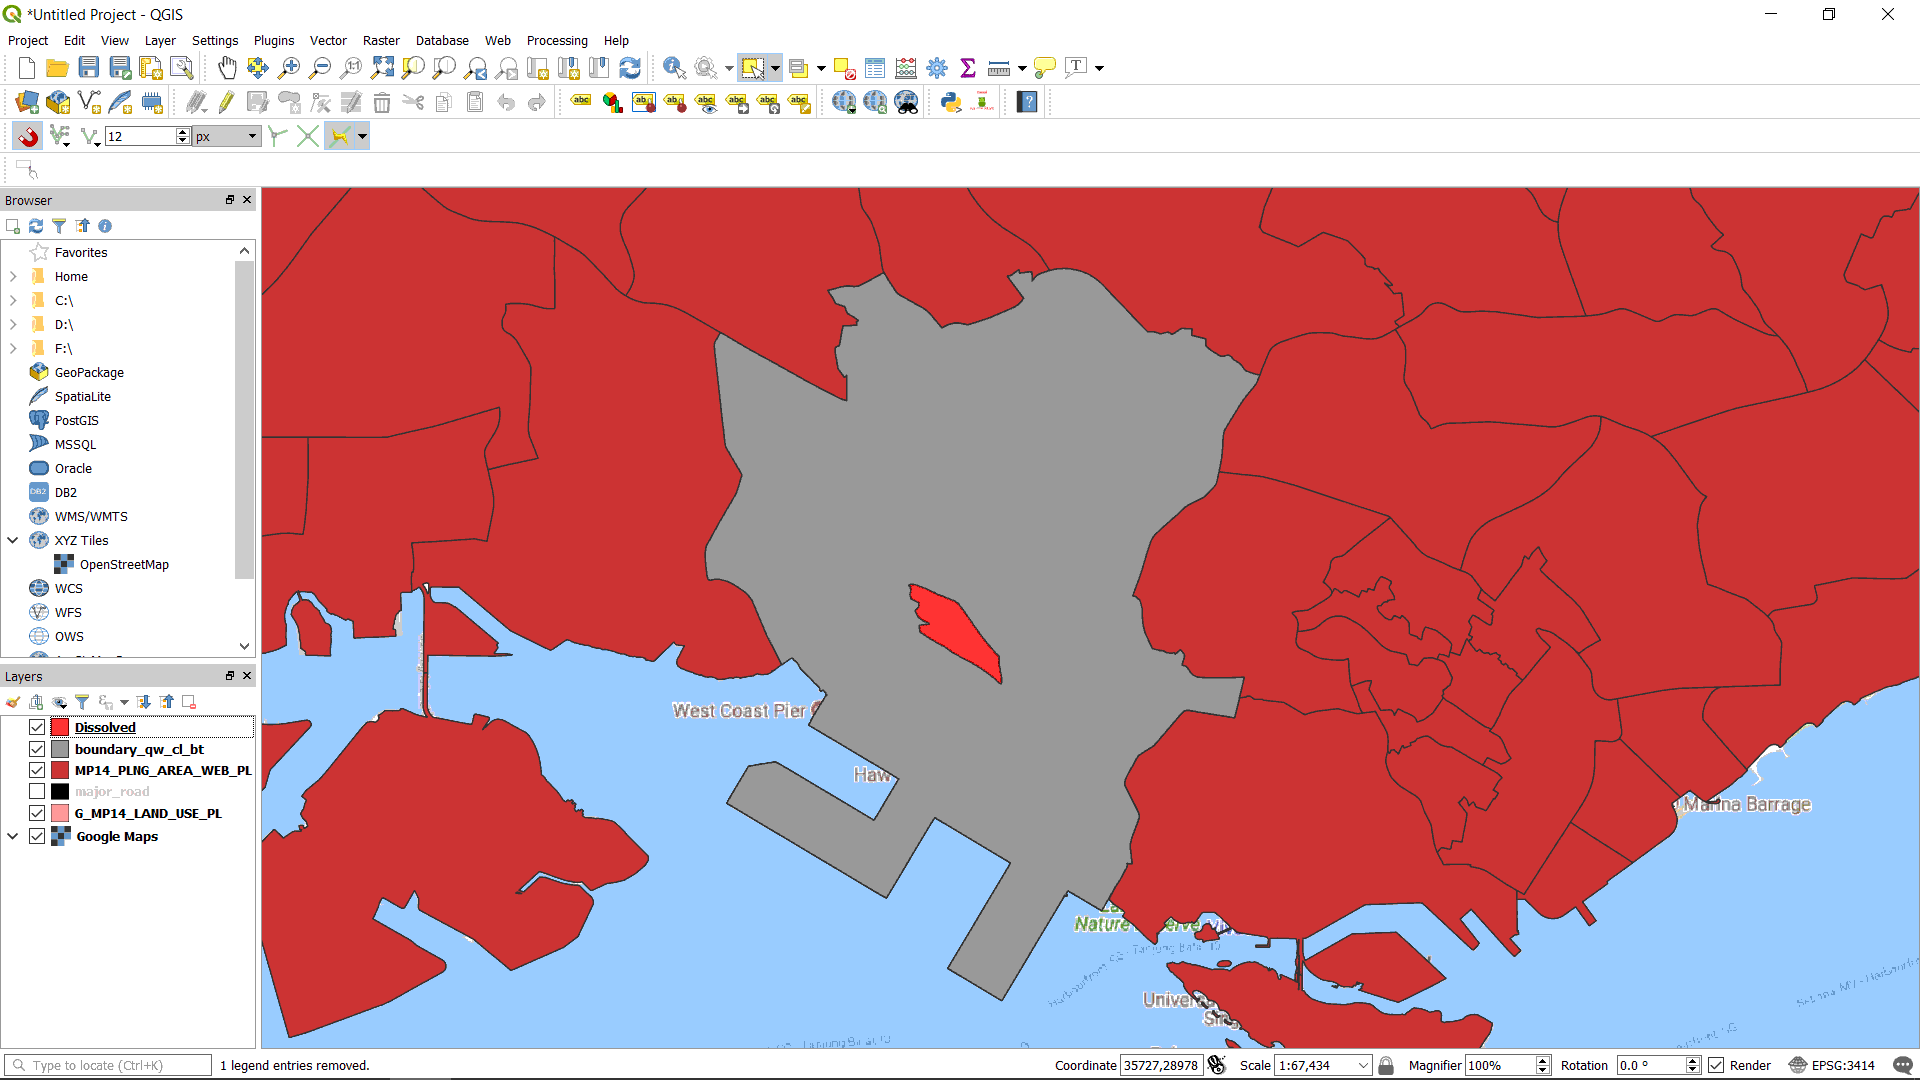 *Untitled Project - QGIS
Project Edit View Layer Settings Plugins Vector Raster Database Web Processing Help
12 px
Browser
Favorites
Home
C:\
D:\
F:\
GeoPackage
SpatiaLite
PostGIS
MSSQL
Oracle
DB2
WMS/WMTS
XYZ Tiles
OpenStreetMap
WCS
WFS
OWS
Layers
Dissolved
boundary_qw_cl_bt
MP14_PLNG_AREA_WEB_PL
major_road
G_MP14_LAND_USE_PL
Google Maps
West Coast Pier
Haw
Marina Barrage
Nature
Type to locate (Ctrl+K) 1 legend entries removed. Coordinate 35727,28978 Scale 1:67,434 Magnifier 100% Rotation 0.0 ° Render EPSG:3414